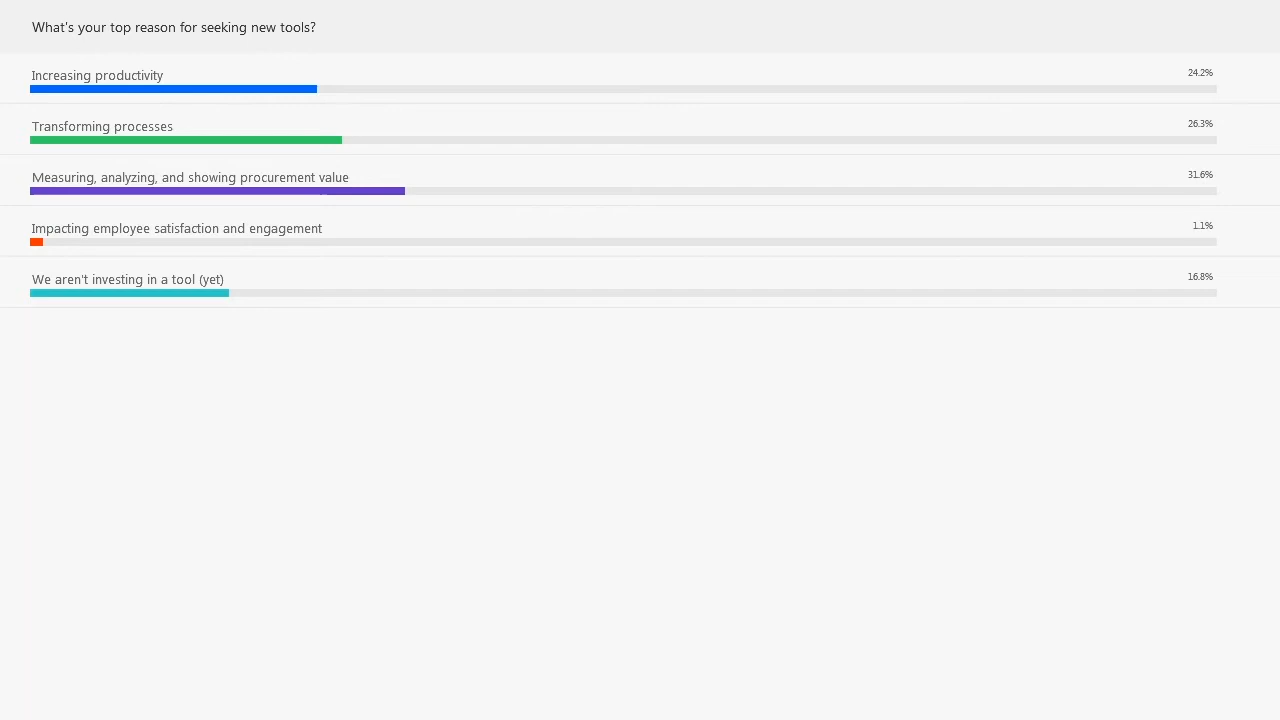 What's your top reason for seeking new tools?
Increasing productivity 24.2%
Transforming processes 26.3%
Measuring, analyzing, and showing procurement value 31.6%
Impacting employee satisfaction and engagement 1.1%
We aren't investing in a tool (yet) 16.8%